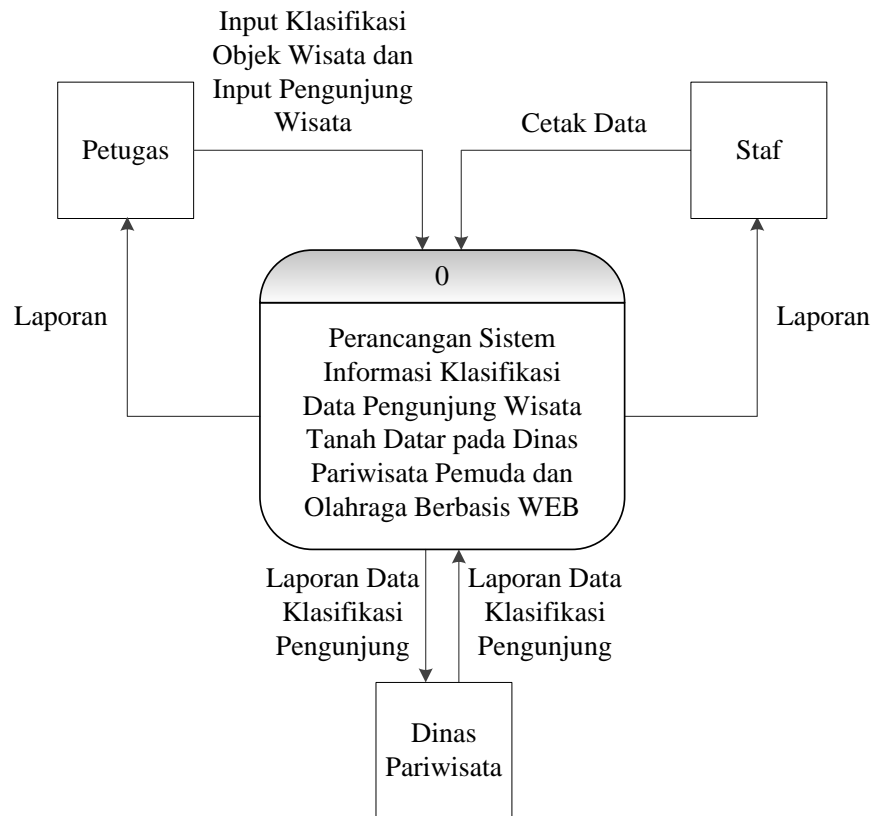 Input Klasifikasi
Objek Wisata dan
Input Pengunjung
Wisata
Petugas
Cetak Data
Staf
Laporan
Laporan
0
Perancangan Sistem
Informasi Klasifikasi
Data Pengunjung Wisata
Tanah Datar pada Dinas
Pariwisata Pemuda dan
Olahraga Berbasis WEB
Laporan Data
Klasifikasi
Pengunjung
Laporan Data
Klasifikasi
Pengunjung
Dinas
Pariwisata